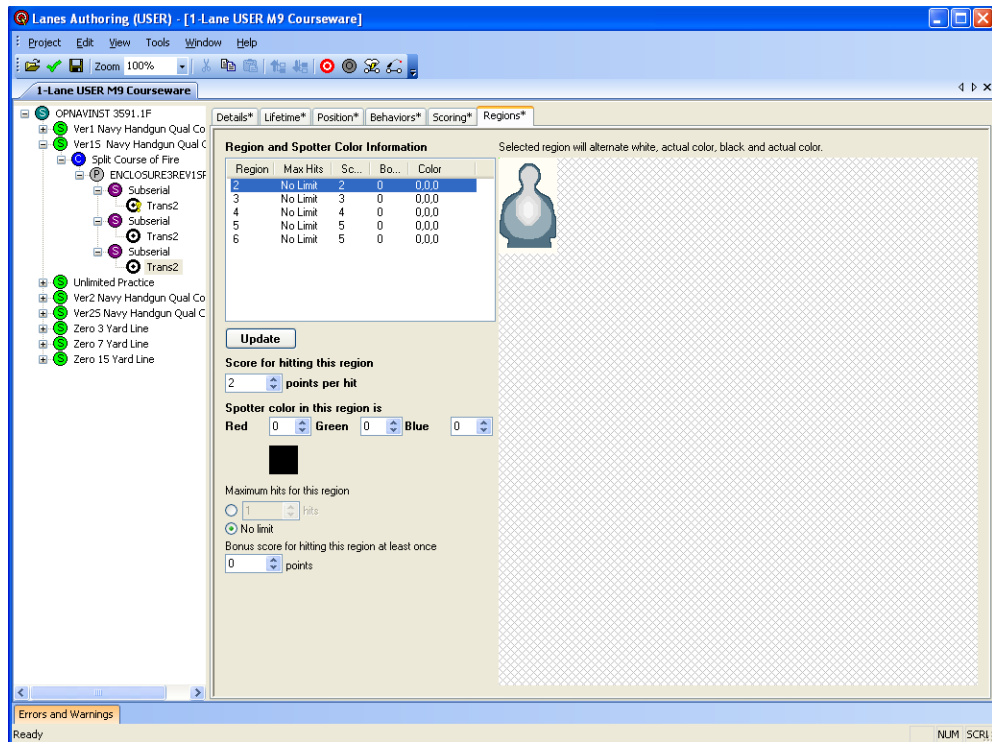 Lanes Authoring (USER) - [1-Lane USER M9 Courseware]
Project Edit View Tools Window Help
Zoom 100%
1-Lane USER M9 Courseware
OPNAVINST 3591.1F
Ver1 Navy Handgun Qual Co
Ver1S Navy Handgun Qual C
Split Course of Fire
ENCLOSURE3REV1SF
Subserial
Trans2
Subserial
Trans2
Subserial
Trans2
Unlimited Practice
Ver2 Navy Handgun Qual Co
Ver2S Navy Handgun Qual C
Zero 3 Yard Line
Zero 7 Yard Line
Zero 15 Yard Line
Details* Lifetime* Position* Behaviors* Scoring* Regions*
Region and Spotter Color Information
Selected region will alternate white, actual color, black and actual color.
Region Max Hits Sc... Bo... Color
2 No Limit 2 0 0,0,0
3 No Limit 3 0 0,0,0
4 No Limit 4 0 0,0,0
5 No Limit 5 0 0,0,0
6 No Limit 5 0 0,0,0
Update
Score for hitting this region
2 points per hit
Spotter color in this region is
Red 0 Green 0 Blue 0
Maximum hits for this region
1 hits
No limit
Bonus score for hitting this region at least once
0 points
Errors and Warnings
Ready NUM SCRL